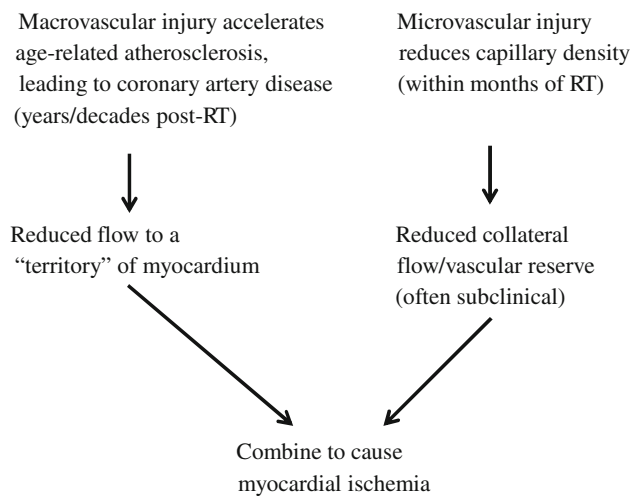 Macrovascular injury accelerates
age-related atherosclerosis,
leading to coronary artery disease
(years/decades post-RT)
Microvascular injury
reduces capillary density
(within months of RT)
Reduced flow to a
“territory” of myocardium
Reduced collateral
flow/vascular reserve
(often subclinical)
Combine to cause
myocardial ischemia